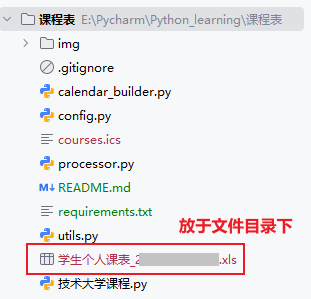 课程表 E:\Pycharm\Python_learning\课程表
img
.gitignore
calendar_builder.py
config.py
courses.ics
processor.py
README.md
requirements.txt
放于文件目录下
utils.py
学生个人课表_2 .xls
技术大学课程.py